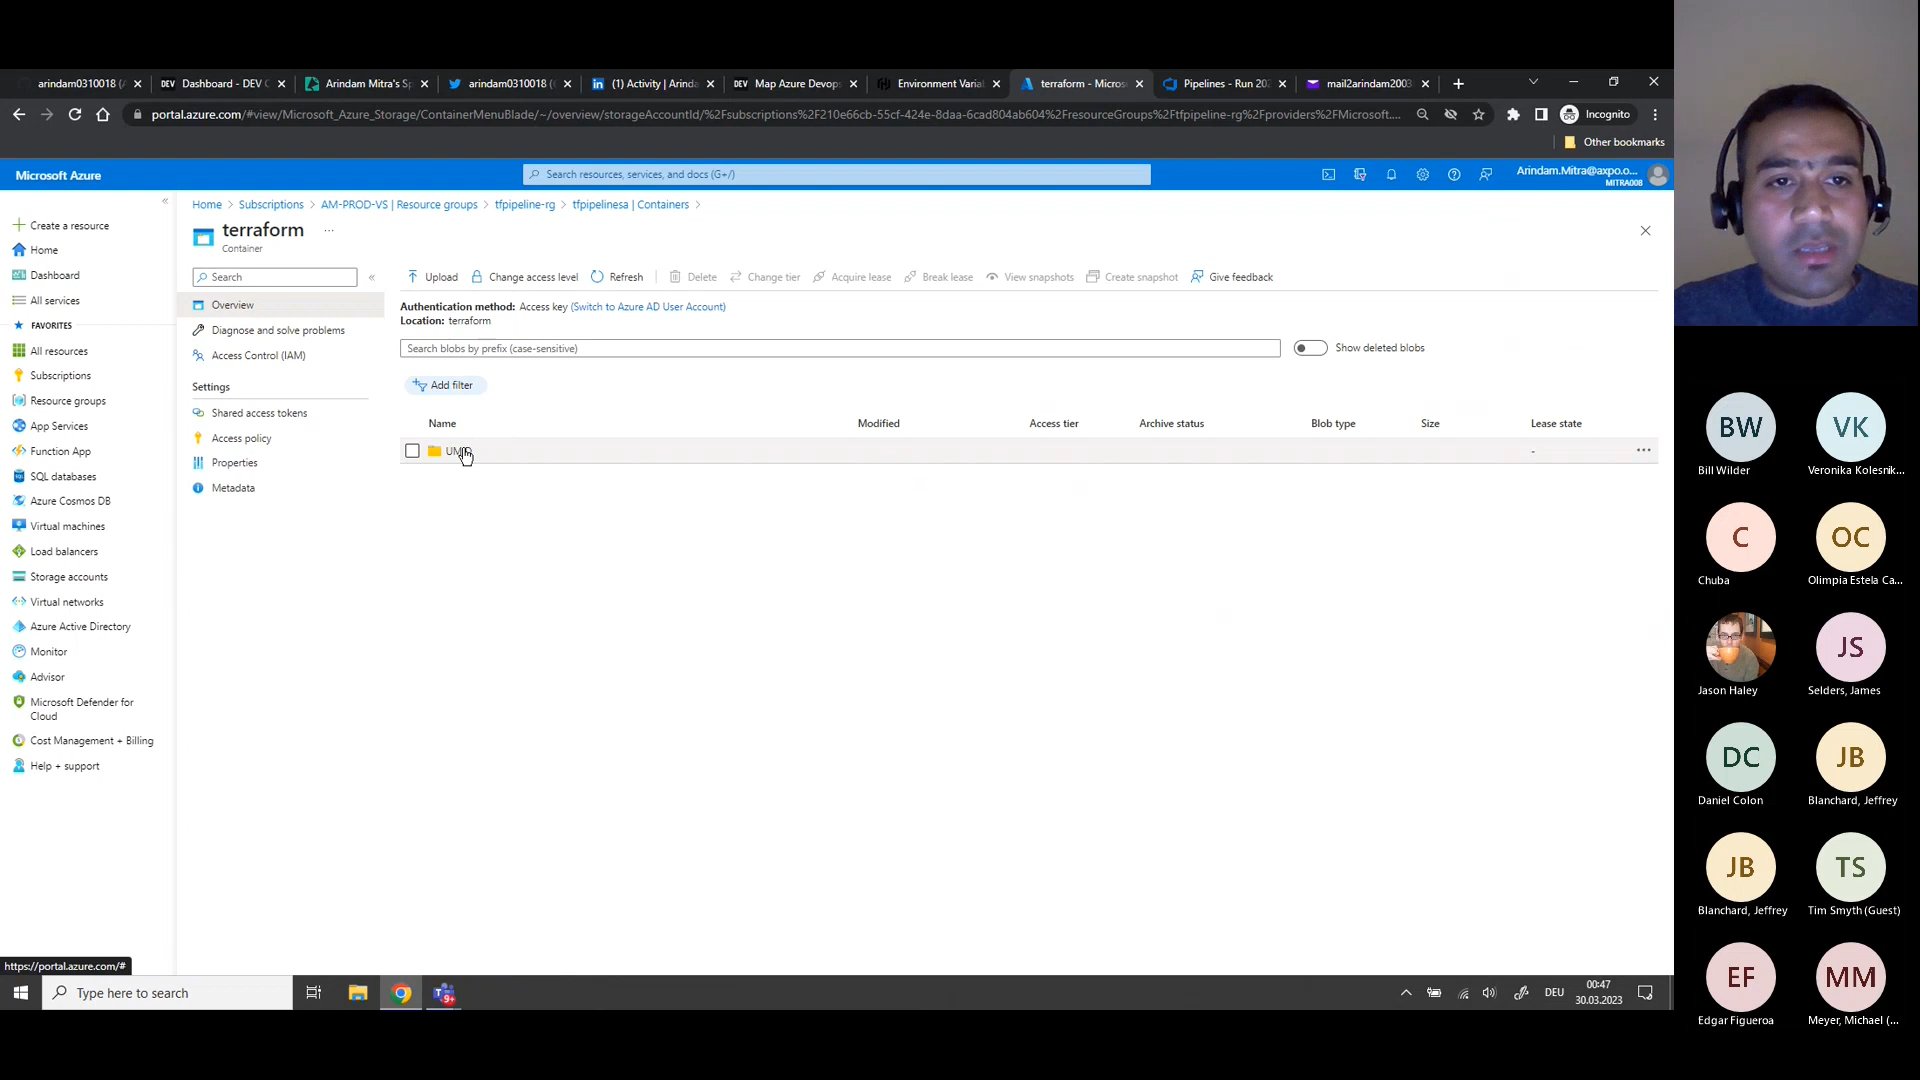 arindam0310018 (
Dashboard - DEV C
Arindam Mitra's Sp
arindam0310018 (
(1) Activity | Arinda
Map Azure Devops
Environment Varia
terraform - Micros
Pipelines - Run 202
mail2arindam2003
portal.azure.com/#view/Microsoft_Azure_Storage/ContainerMenuBlade/~/overview/storageAccountId/%2Fsubscriptions%2F210e66cb-55cf-424e-8daa-6cad804ab604%2FresourceGroups%2Ftfpipeline-rg%2Fproviders%2FMicrosoft....
Incognito
Other bookmarks
Microsoft Azure
Search resources, services, and docs (G+/)
Arindam.Mitra@axpo.o...
MITRA008
Home > Subscriptions > AM-PROD-VS | Resource groups > tfpipeline-rg > tfpipelinesa | Containers >
terraform ...
Container
Create a resource
Home
Dashboard
All services
FAVORITES
All resources
Subscriptions
Resource groups
App Services
Function App
SQL databases
Azure Cosmos DB
Virtual machines
Load balancers
Storage accounts
Virtual networks
Azure Active Directory
Monitor
Advisor
Microsoft Defender for
Cloud
Cost Management + Billing
Help + support
Search
Overview
Diagnose and solve problems
Access Control (IAM)
Settings
Shared access tokens
Access policy
Properties
Metadata
Upload Change access level Refresh Delete Change tier Acquire lease Break lease View snapshots Create snapshot Give feedback
Authentication method: Access key (Switch to Azure AD User Account)
Location: terraform
Search blobs by prefix (case-sensitive)
Show deleted blobs
Add filter
Name Modified Access tier Archive status Blob type Size Lease state
- ...
https://portal.azure.com/#
Type here to search
9+
DEU
00:47
30.03.2023
BW
Bill Wilder
VK
Veronika Kolesnik...
C
Chuba
OC
Olimpia Estela Ca...
Jason Haley
JS
Selders, James
DC
Daniel Colon
JB
Blanchard, Jeffrey
JB
Blanchard, Jeffrey
TS
Tim Smyth (Guest)
EF
Edgar Figueroa
MM
Meyer, Michael (...